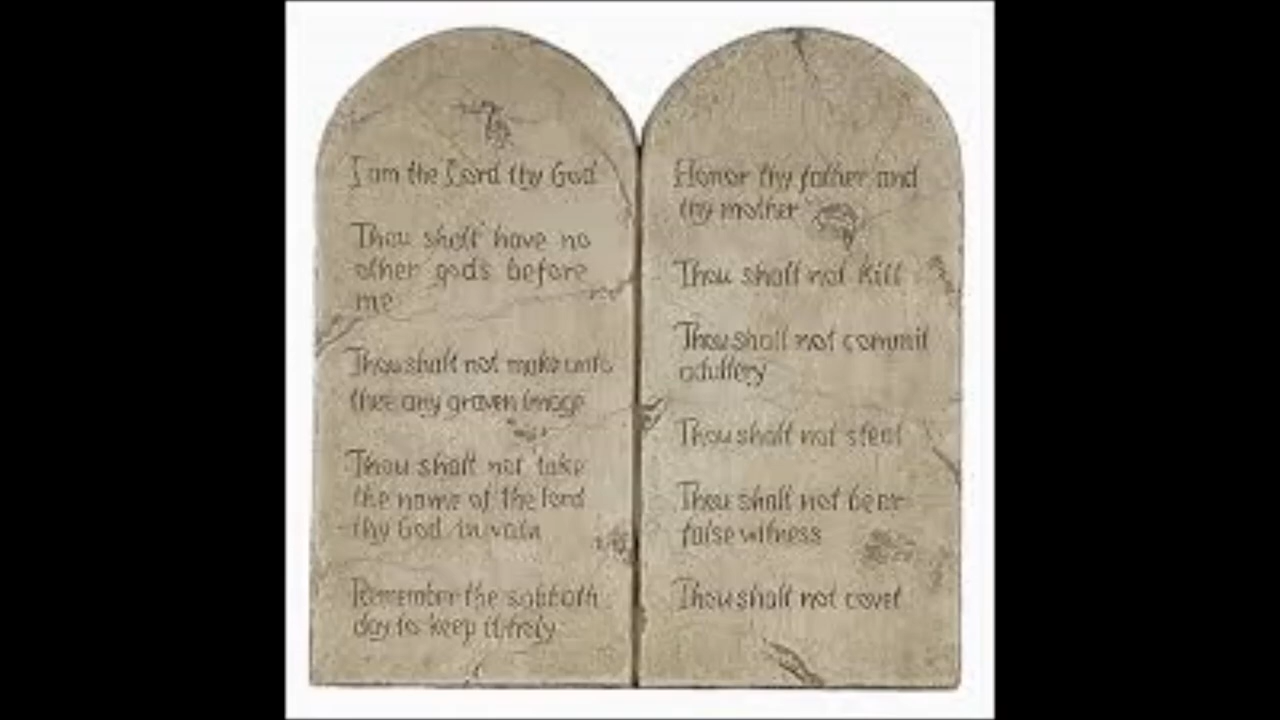 I am the Lord thy God
Thou shalt have no
other gods before
me
Thou shalt not make unto
thee any graven image
Thou shalt not take
the name of the lord
thy God in vain
Remember the sabbath
day to keep it holy
Honor thy father and
thy mother
Thou shalt not kill
Thou shalt not commit
adultery
Thou shalt not steal
Thou shalt not bear
false witness
Thou shalt not covet